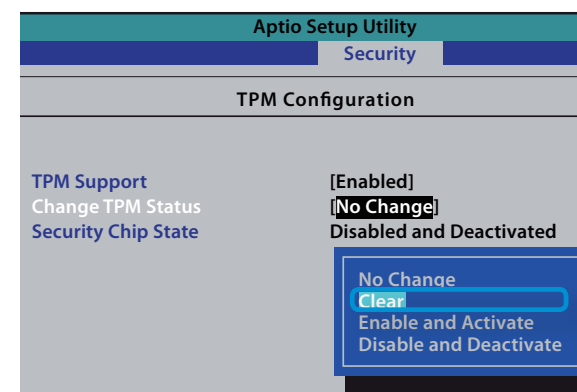 Aptio Setup Utility
Security
TPM Configuration
TPM Support [Enabled]
Change TPM Status [No Change]
Security Chip State Disabled and Deactivated
No Change
Clear
Enable and Activate
Disable and Deactivate